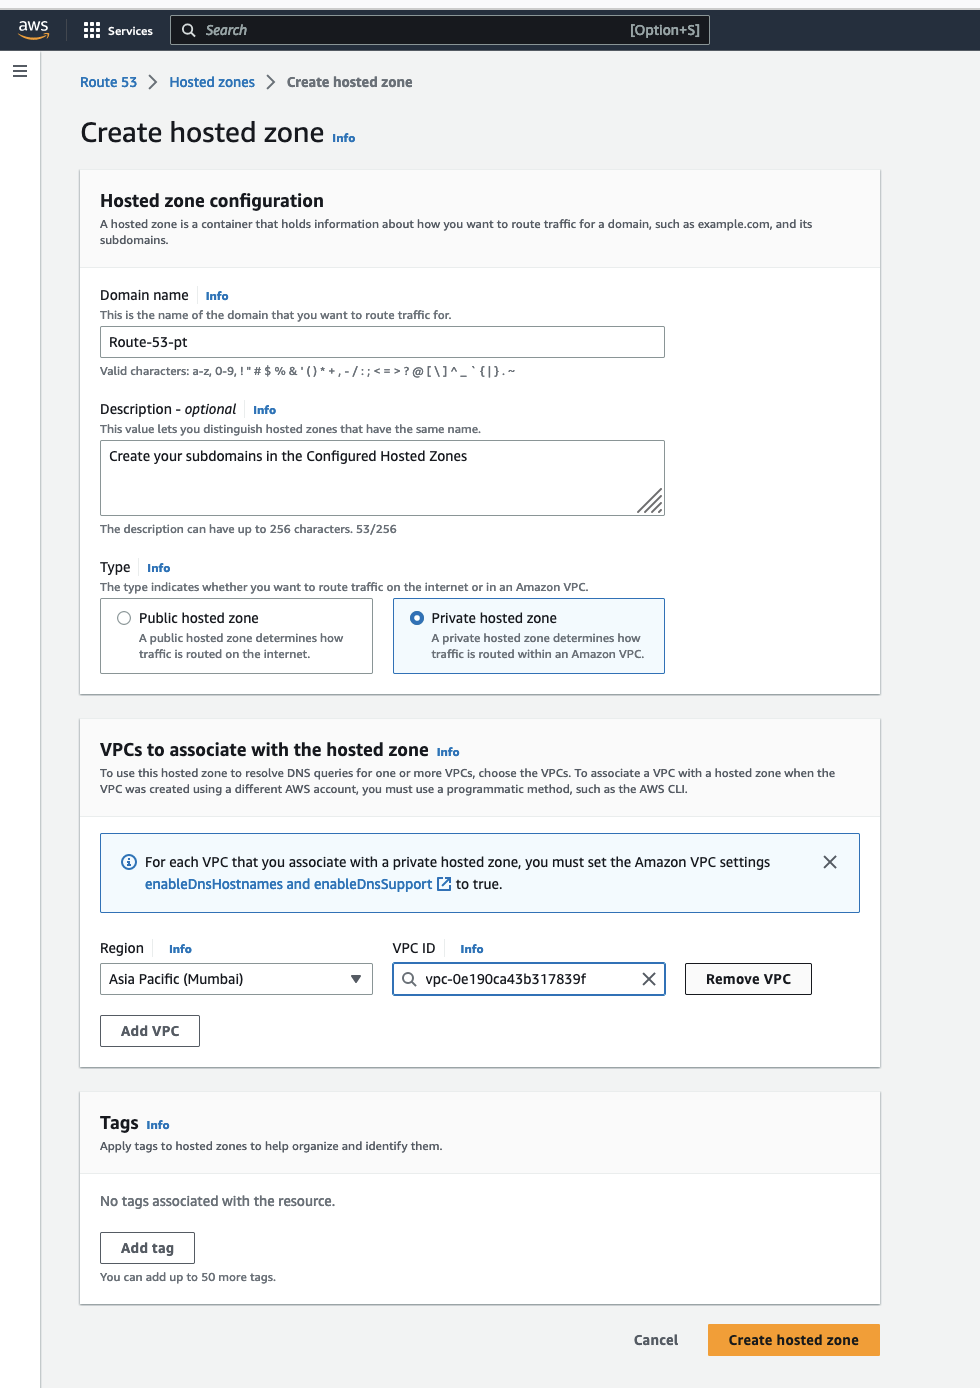 aws
Services
Search [Option+S]
Route 53 > Hosted zones > Create hosted zone
Create hosted zone Info
Hosted zone configuration
A hosted zone is a container that holds information about how you want to route traffic for a domain, such as example.com, and its
subdomains.
Domain name Info
This is the name of the domain that you want to route traffic for.
Route-53-pt
Valid characters: a-z, 0-9, ! " # $ % & ' ( ) * + , - / : ; < = > ? @ [ \ ] ^ _ ` { | } . ~
Description - optional Info
This value lets you distinguish hosted zones that have the same name.
Create your subdomains in the Configured Hosted Zones
The description can have up to 256 characters. 53/256
Type Info
The type indicates whether you want to route traffic on the internet or in an Amazon VPC.
Public hosted zone
A public hosted zone determines how
traffic is routed on the internet.
Private hosted zone
A private hosted zone determines how
traffic is routed within an Amazon VPC.
VPCs to associate with the hosted zone Info
To use this hosted zone to resolve DNS queries for one or more VPCs, choose the VPCs. To associate a VPC with a hosted zone when the
VPC was created using a different AWS account, you must use a programmatic method, such as the AWS CLI.
For each VPC that you associate with a private hosted zone, you must set the Amazon VPC settings
enableDnsHostnames and enableDnsSupport to true.
Region Info
Asia Pacific (Mumbai)
VPC ID Info
vpc-0e190ca43b317839f
Remove VPC
Add VPC
Tags Info
Apply tags to hosted zones to help organize and identify them.
No tags associated with the resource.
Add tag
You can add up to 50 more tags.
Cancel
Create hosted zone